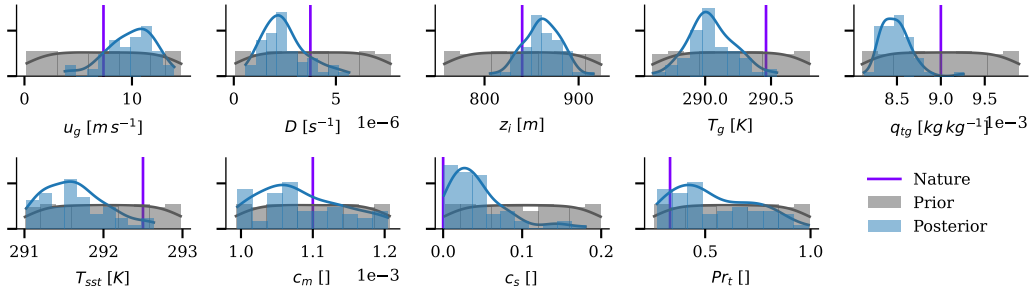 0 10
u_g [m s⁻¹]
0 5
D [s⁻¹] 1e−6
800 900
z_i [m]
290.0 290.5
T_g [K]
8.5 9.0 9.5
q_tg [kg kg⁻¹] 1e−3
291 292 293
T_sst [K]
1.0 1.1 1.2
c_m [] 1e−3
0.0 0.1 0.2
c_s []
0.5 1.0
Pr_t []
Nature
Prior
Posterior